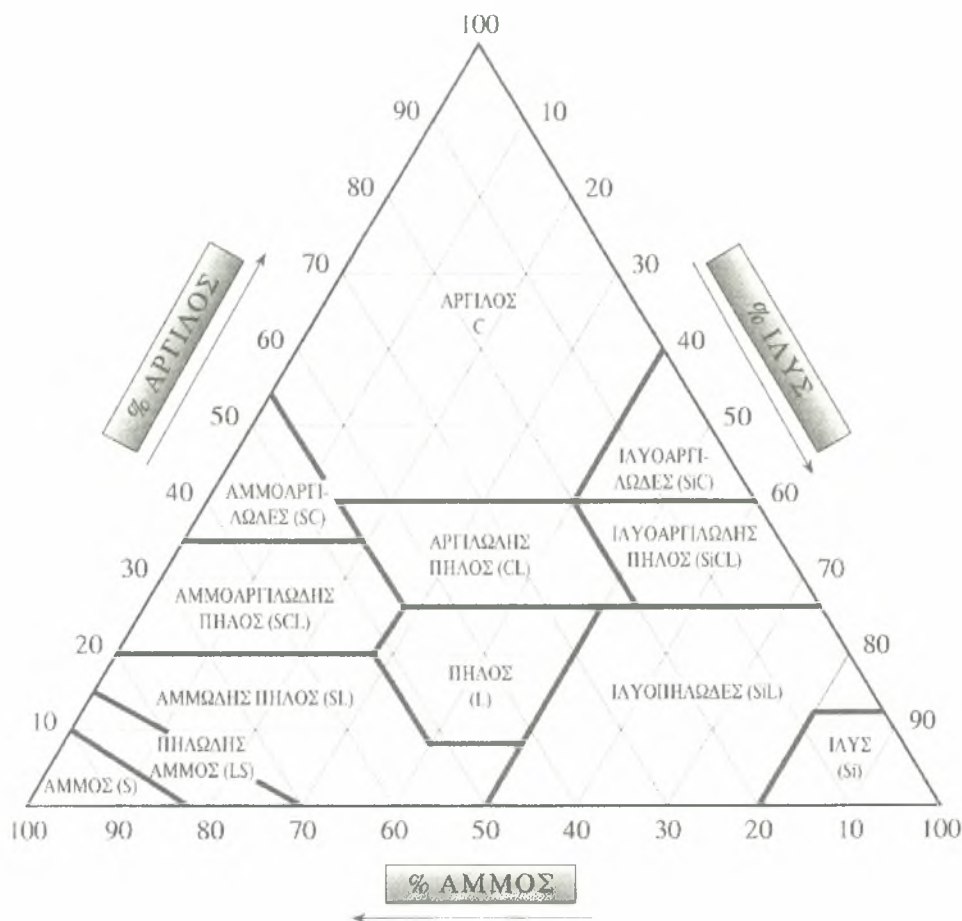 100
90
10
80
20
70
30
60
40
50
50
40
60
30
70
20
80
10
90
% ΑΡΓΙΛΟΣ
% ΙΛΥΣ
ΑΡΓΙΛΟΣ
C
ΙΛΥΟΑΡΓΙ-
ΛΩΔΕΣ (SiC)
ΑΜΜΟΑΡΓΙ-
ΛΩΛΕΣ (SC)
ΑΡΓΙΛΩΔΗΣ
ΠΗΛΟΣ (CL)
ΙΛΥΟΑΡΓΙΛΩΔΗΣ
ΠΗΛΟΣ (SiCL)
ΑΜΜΟΑΡΓΙΛΩΔΗΣ
ΠΗΛΟΣ (SCL)
ΠΗΛΟΣ
(L)
ΙΛΥΟΠΗΛΩΔΕΣ (SiL)
ΑΜΜΩΔΗΣ ΠΗΛΟΣ (SL)
ΠΗΛΩΔΗΣ
ΑΜΜΟΣ (LS)
ΑΜΜΟΣ (S)
ΙΛΥΣ
(Si)
100 90 80 70 60 50 40 30 20 10 100
% ΑΜΜΟΣ